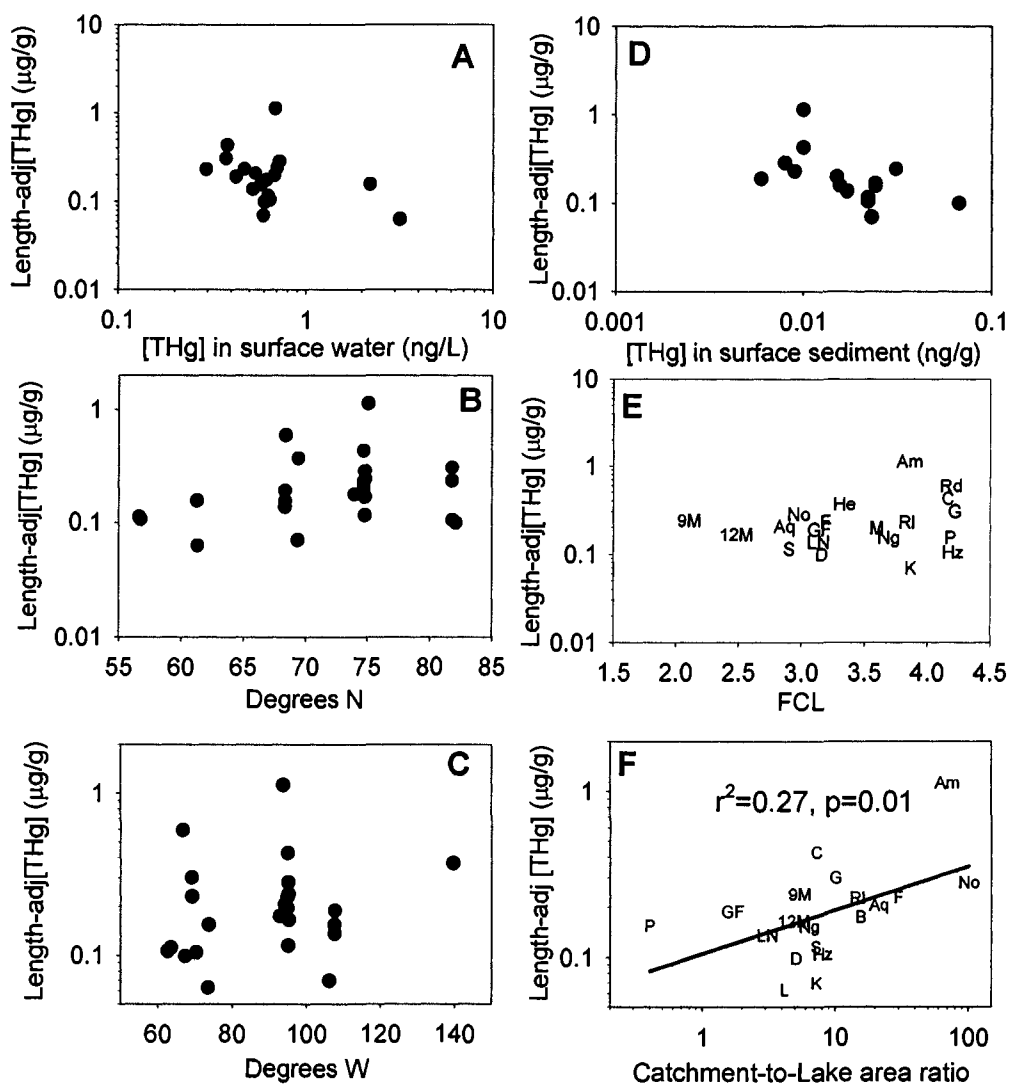 A
Length-adj[THg] (µg/g)
10
1
0.1
0.01
0.1 1 10
[THg] in surface water (ng/L)
B
Length-adj[THg] (µg/g)
1
0.1
0.01
55 60 65 70 75 80 85
Degrees N
C
Length-adj[THg] (µg/g)
1
0.1
60 80 100 120 140
Degrees W
D
Length-adj[THg] (µg/g)
10
1
0.1
0.01
0.001 0.01 0.1
[THg] in surface sediment (ng/g)
E
Length-adj[THg] (µg/g)
10
1
0.1
0.01
Am
Rd
C
G
He
No
9M
12M
Aq
S
GF
LN
D
M
RI
Ng
P
Hz
K
1.5 2.0 2.5 3.0 3.5 4.0 4.5
FCL
F
Length-adj [THg] (µg/g)
1
0.1
r²=0.27, p=0.01
Am
C
G
No
9M
RI
F
Aq
B
GF
P
12M
Ng
LN
S
Hz
D
K
L
1 10 100
Catchment-to-Lake area ratio